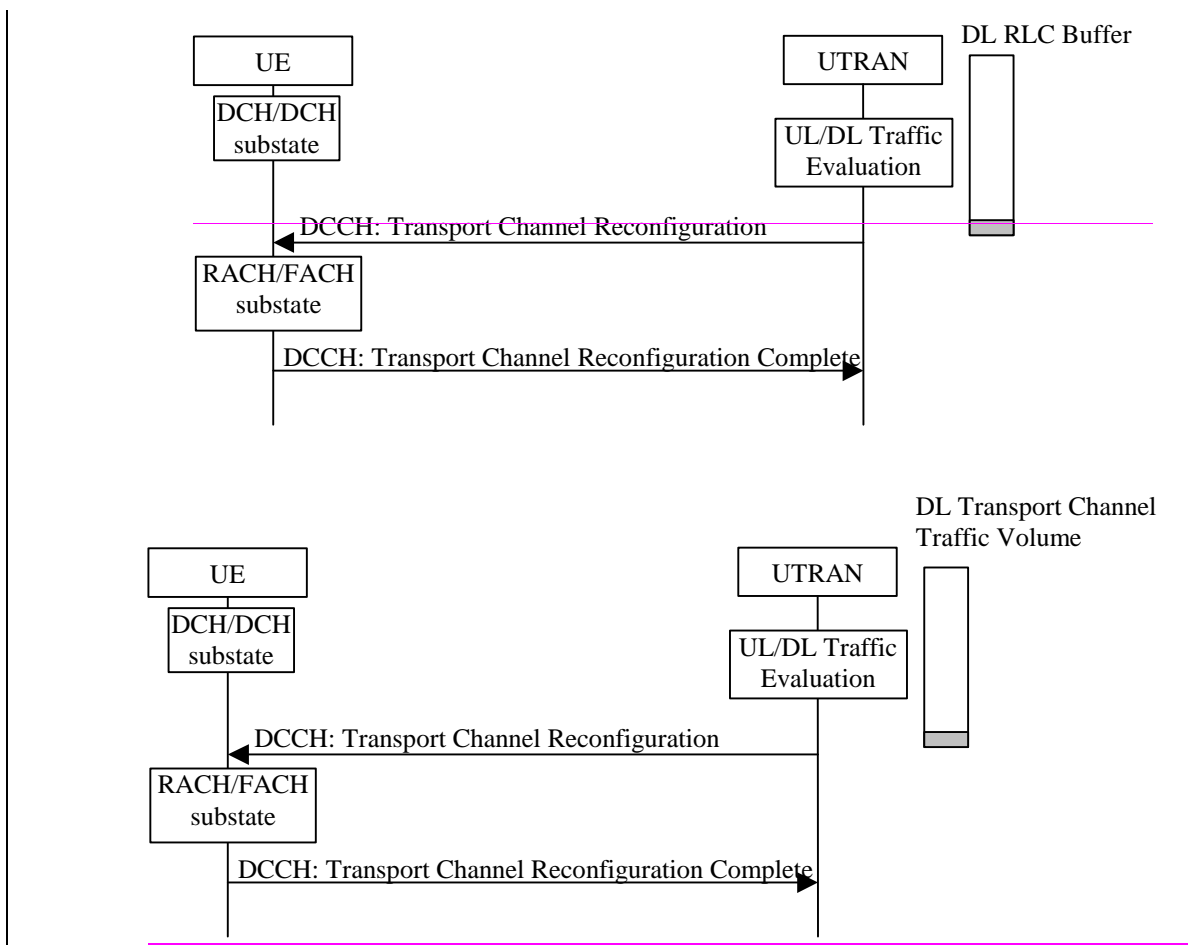 DL RLC Buffer
UE
UTRAN
DCH/DCH
substate
UL/DL Traffic
Evaluation
DCCH: Transport Channel Reconfiguration
RACH/FACH
substate
DCCH: Transport Channel Reconfiguration Complete
DL Transport Channel
Traffic Volume
UE
UTRAN
DCH/DCH
substate
UL/DL Traffic
Evaluation
DCCH: Transport Channel Reconfiguration
RACH/FACH
substate
DCCH: Transport Channel Reconfiguration Complete